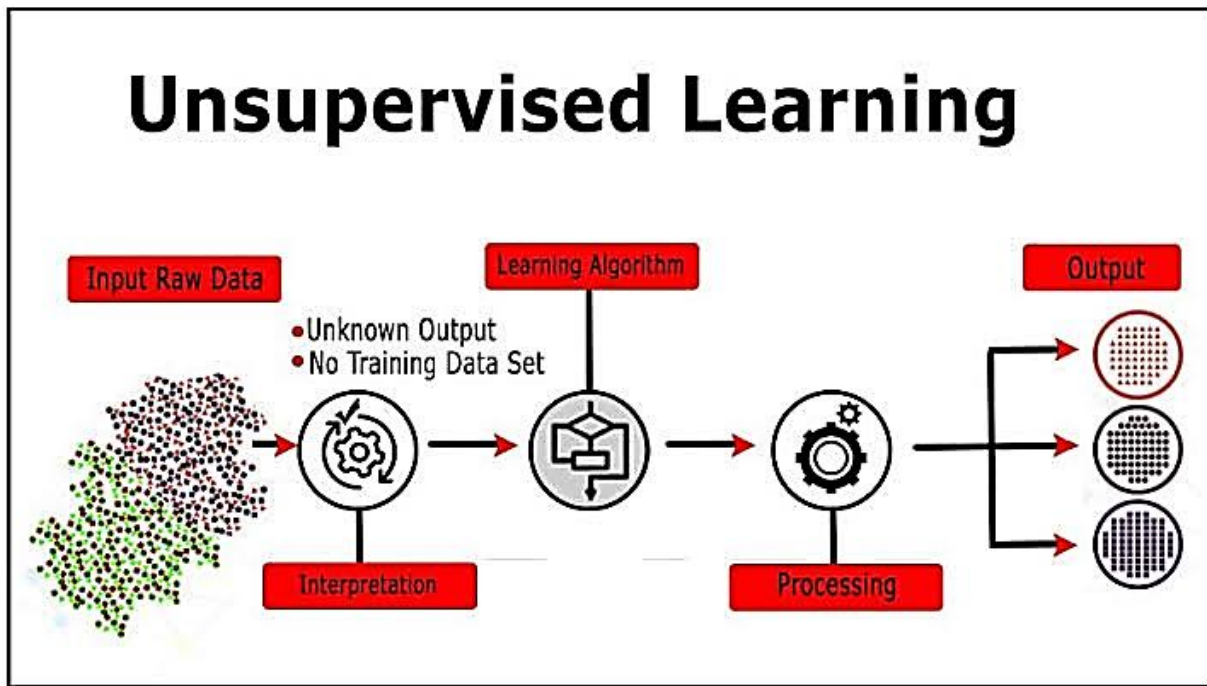 Unsupervised Learning
Input Raw Data
•Unknown Output
•No Training Data Set
Interpretation
Learning Algorithm
Processing
Output